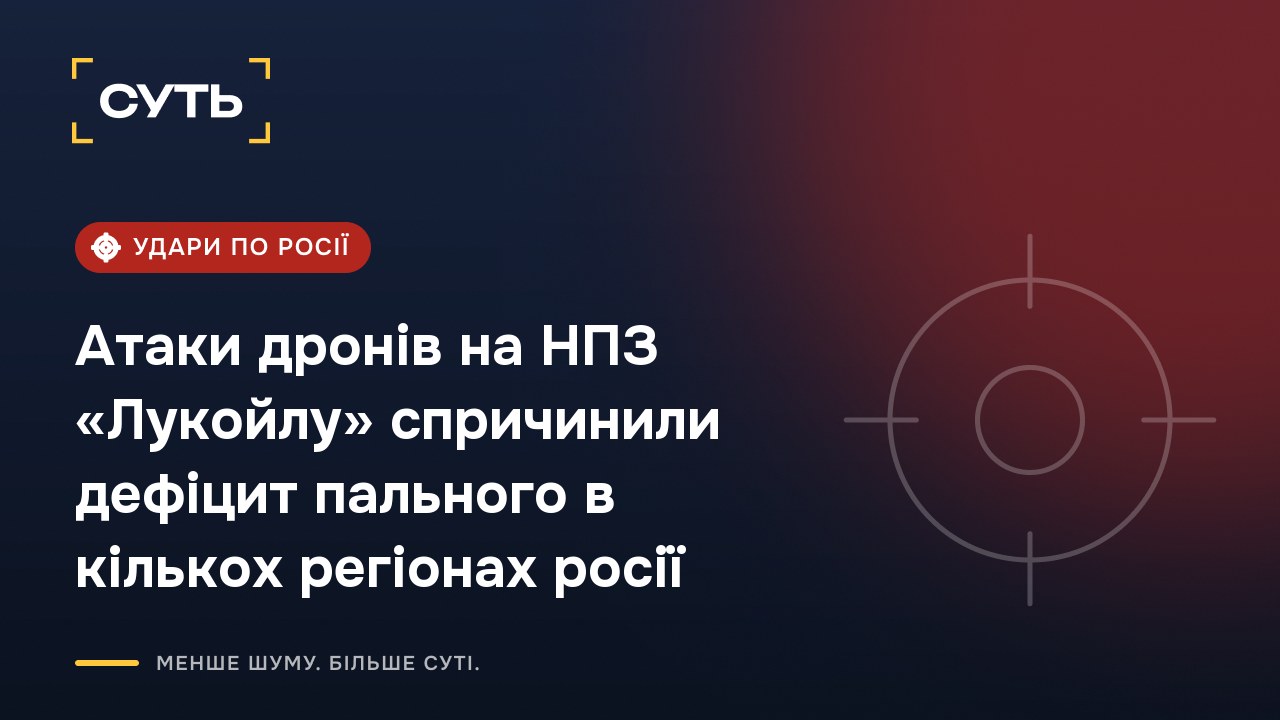 СУТЬ
УДАРИ ПО РОСІЇ
Атаки дронів на НПЗ
«Лукойлу» спричинили
дефіцит пального в
кількох регіонах росії
МЕНШЕ ШУМУ. БІЛЬШЕ СУТІ.